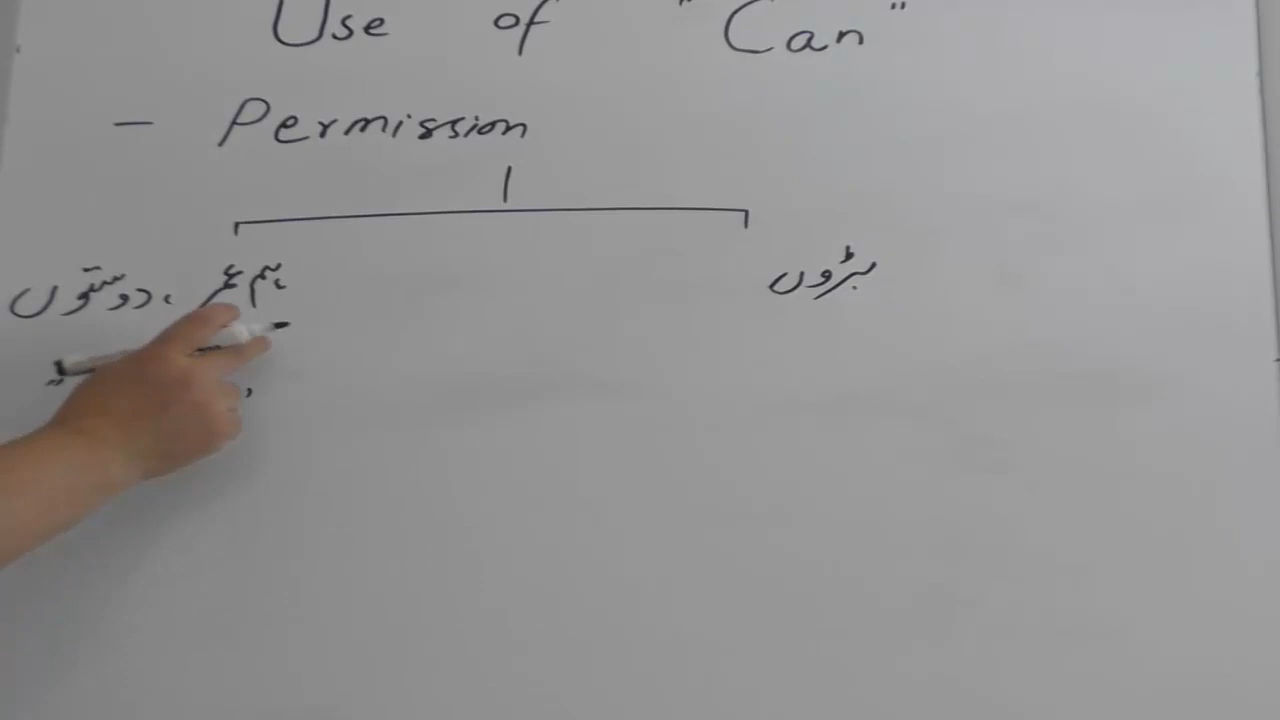 Use of "Can"
- Permission
ہم عمر، دوستوں
بڑوں